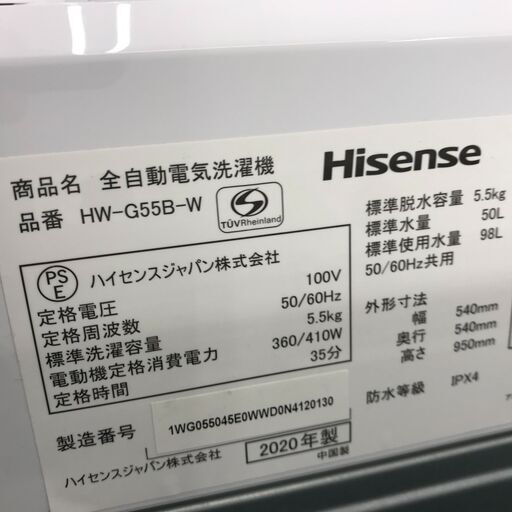 商品名 全自動電気洗濯機
Hisense
品番 HW-G55B-W
TÜVRheinland
PS
E
ハイセンスジャパン株式会社
標準脱水容量 5.5kg
標準水量 50L
標準使用水量 98L
50/60Hz共用
定格電圧 100V
定格周波数 50/60Hz
標準洗濯容量 5.5kg
電動機定格消費電力 360/410W
定格時間 35分
外形寸法
幅 540mm
奥行 540mm
高さ 950mm
防水等級 IPX4
製造番号 1WG055045E0WWD0N4120130
ハイセンスジャパン株式会社 2020年製
中国製